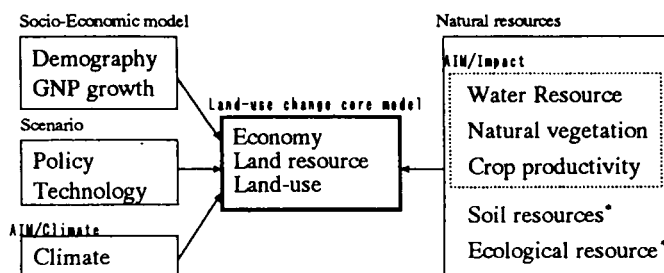 Socio-Economic model
Demography
GNP growth
Scenario
Policy
Technology
AIM/Climate
Climate
Land-use change core model
Economy
Land resource
Land-use
Natural resources
AIM/Impact
Water Resource
Natural vegetation
Crop productivity
Soil resources*
Ecological resource*